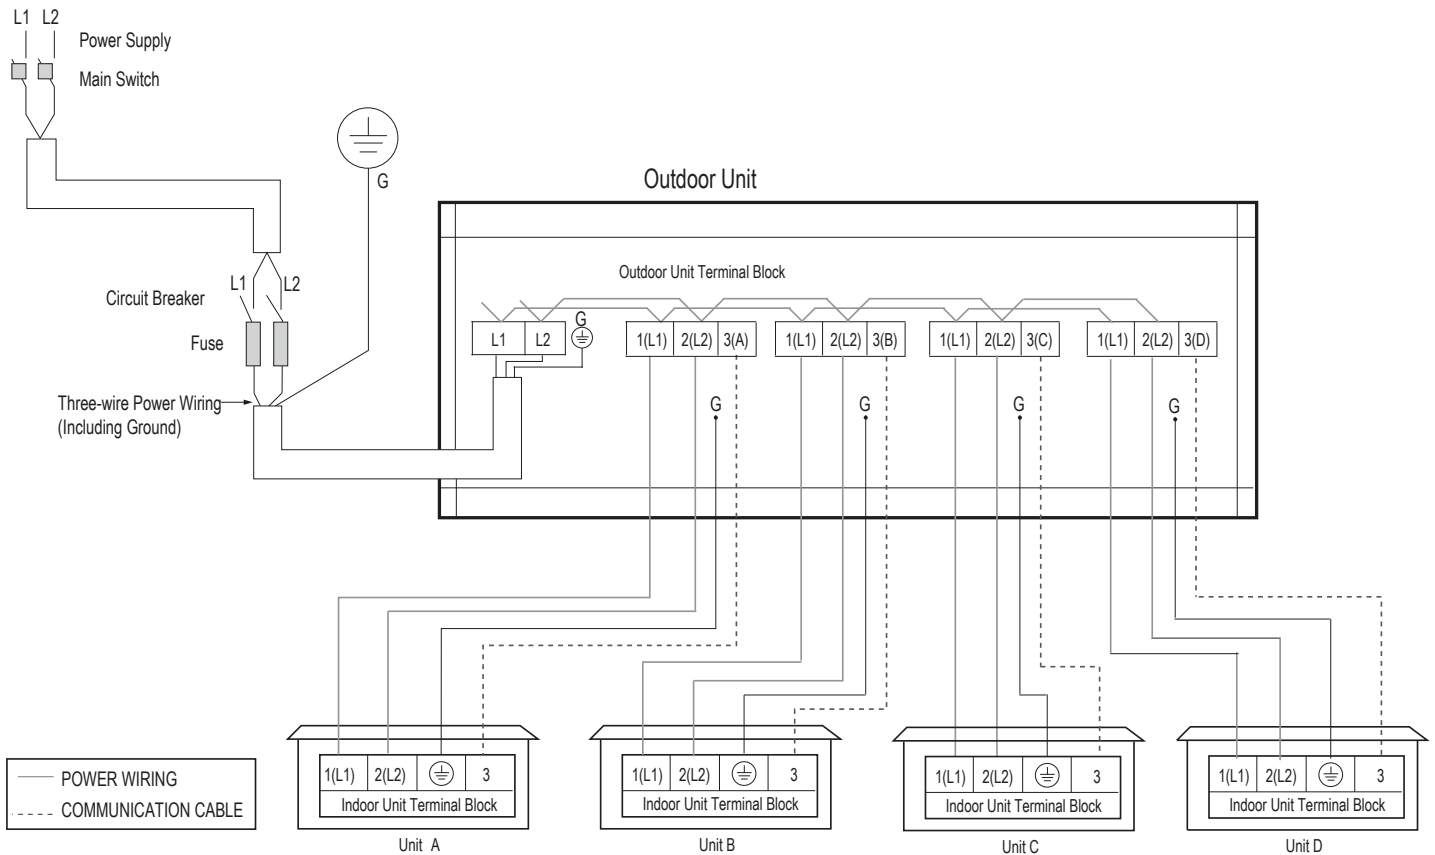 L1 L2
Power Supply
Main Switch
G
Outdoor Unit
Outdoor Unit Terminal Block
L1 L2
Circuit Breaker
Fuse
G
L1 L2
1(L1) 2(L2) 3(A)
1(L1) 2(L2) 3(B)
1(L1) 2(L2) 3(C)
1(L1) 2(L2) 3(D)
Three-wire Power Wiring
(Including Ground)
G G G G
1(L1) 2(L2) 3
Indoor Unit Terminal Block
Unit A
1(L1) 2(L2) 3
Indoor Unit Terminal Block
Unit B
1(L1) 2(L2) 3
Indoor Unit Terminal Block
Unit C
1(L1) 2(L2) 3
Indoor Unit Terminal Block
Unit D
POWER WIRING
COMMUNICATION CABLE